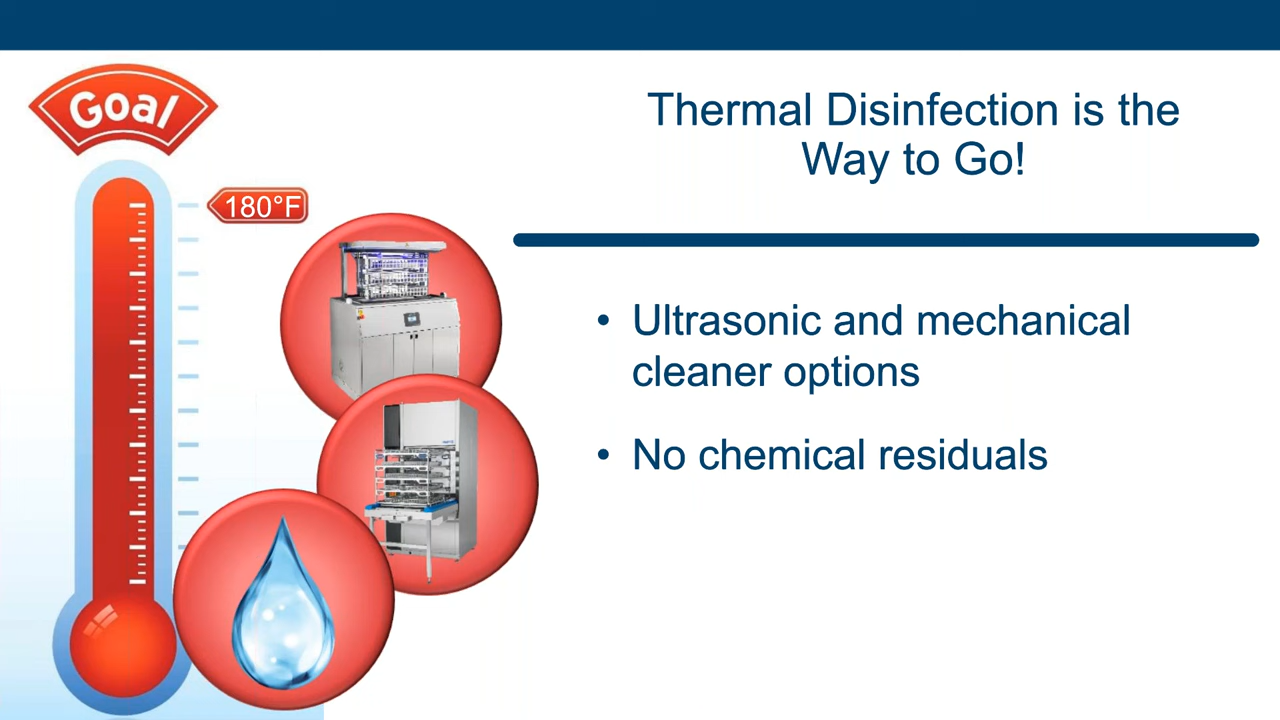 Goal
180°F
Thermal Disinfection is the
Way to Go!
• Ultrasonic and mechanical
cleaner options
• No chemical residuals